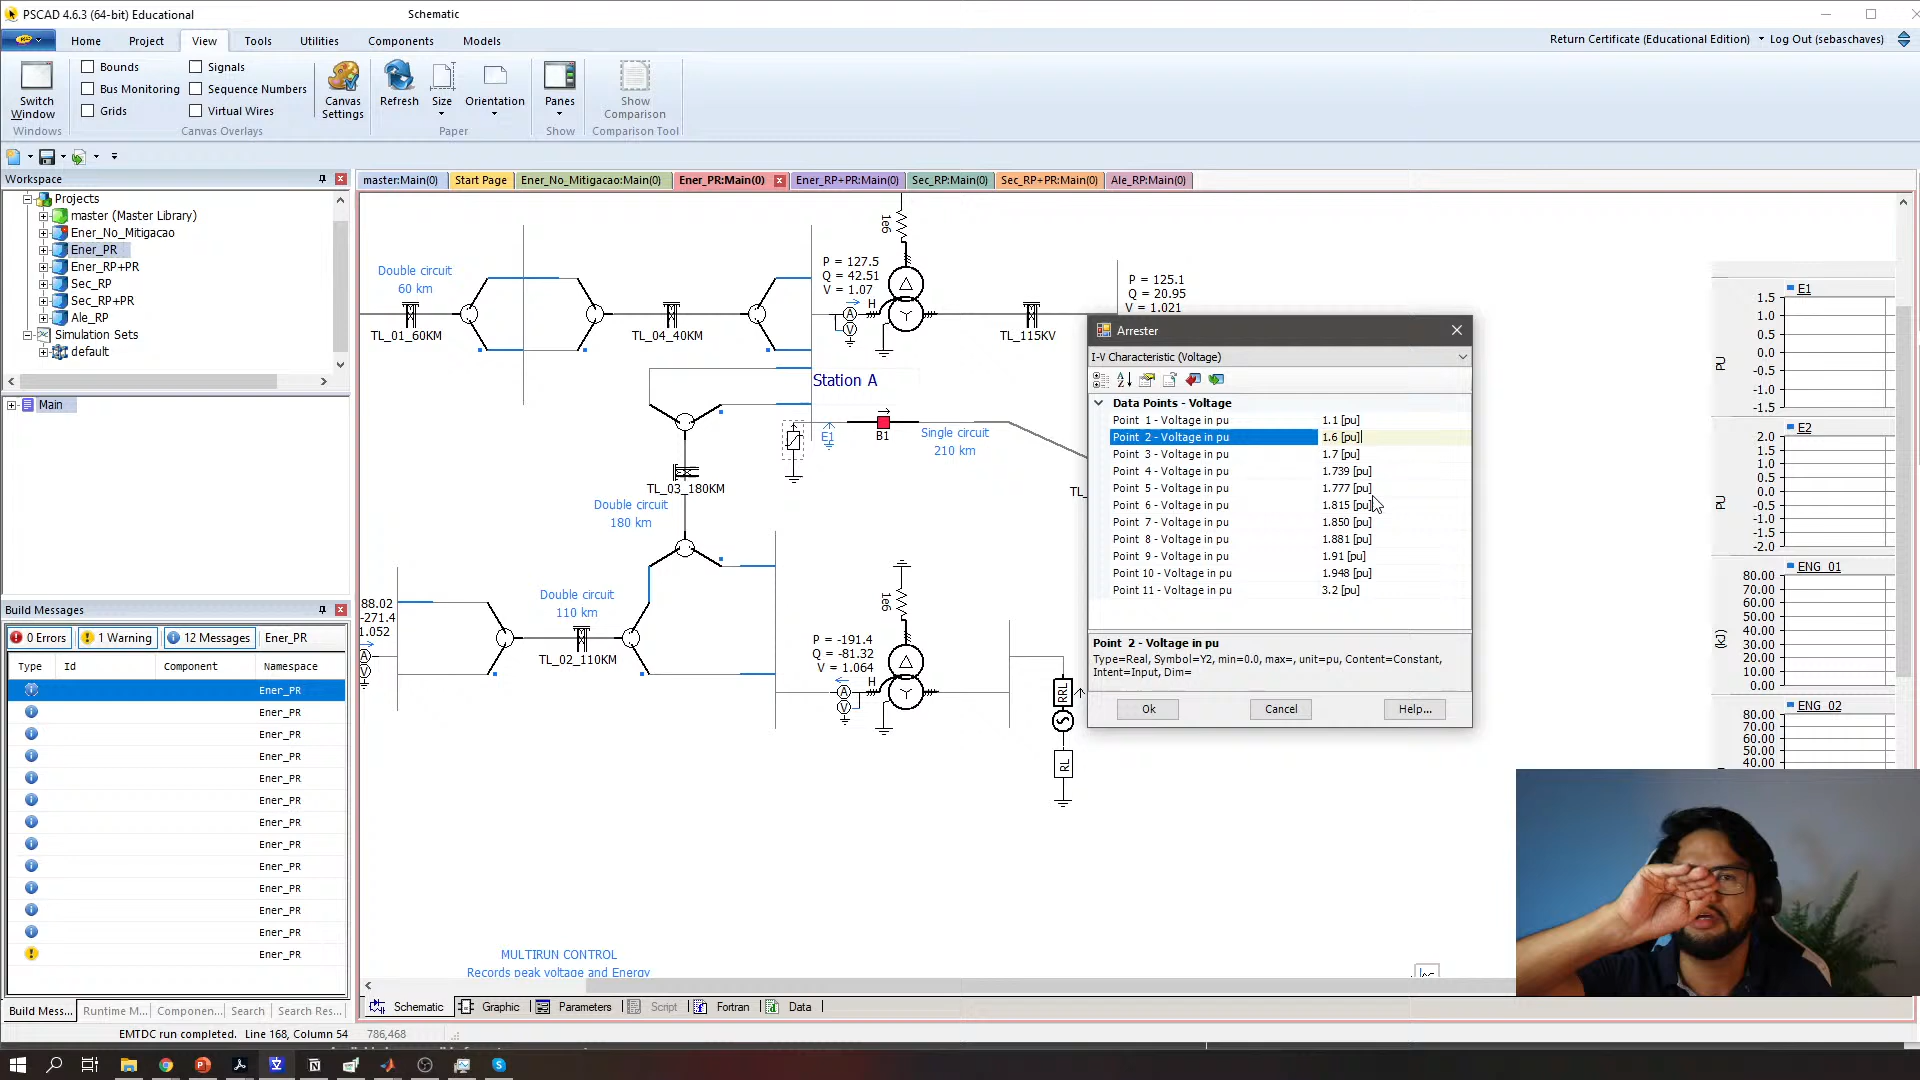 PSCAD 4.6.3 (64-bit) Educational
Schematic
Home
Project
View
Tools
Utilities
Components
Models
Return Certificate (Educational Edition)
Log Out (sebaschaves)
Switch
Window
Windows
Bounds
Bus Monitoring
Grids
Signals
Sequence Numbers
Virtual Wires
Canvas Overlays
Canvas
Settings
Refresh
Size
Orientation
Paper
Panes
Show
Show
Comparison
Comparison Tool
Workspace
Projects
master (Master Library)
Ener_No_Mitigacao
Ener_PR
Ener_RP+PR
Sec_RP
Sec_RP+PR
Ale_RP
Simulation Sets
default
Main
Build Messages
0 Errors
1 Warning
12 Messages
Ener_PR
Type
Id
Component
Namespace
Ener_PR
Ener_PR
Ener_PR
Ener_PR
Ener_PR
Ener_PR
Ener_PR
Ener_PR
Ener_PR
Ener_PR
Ener_PR
Ener_PR
Ener_PR
Build Mess...
Runtime M...
Componen...
Search
Search Res...
EMTDC run completed.
Line 168, Column 54
786,468
master:Main(0)
Start Page
Ener_No_Mitigacao:Main(0)
Ener_PR:Main(0)
Ener_RP+PR:Main(0)
Sec_RP:Main(0)
Sec_RP+PR:Main(0)
Ale_RP:Main(0)
Double circuit
60 km
TL_01_60KM
TL_04_40KM
P = 127.5
Q = 42.51
V = 1.07
1e6
H
A
V
TL_115KV
P = 125.1
Q = 20.95
V = 1.021
Station A
E1
B1
Single circuit
210 km
TL_
TL_03_180KM
Double circuit
180 km
88.02
-271.4
1.052
A
V
Double circuit
110 km
TL_02_110KM
1e6
P = -191.4
Q = -81.32
V = 1.064
H
A
V
RRL
RL
MULTIRUN CONTROL
Records peak voltage and Energy
Schematic
Graphic
Parameters
Script
Fortran
Data
Arrester
I-V Characteristic (Voltage)
Data Points - Voltage
Point 1 - Voltage in pu 1.1 [pu]
Point 2 - Voltage in pu 1.6 [pu]
Point 3 - Voltage in pu 1.7 [pu]
Point 4 - Voltage in pu 1.739 [pu]
Point 5 - Voltage in pu 1.777 [pu]
Point 6 - Voltage in pu 1.815 [pu]
Point 7 - Voltage in pu 1.850 [pu]
Point 8 - Voltage in pu 1.881 [pu]
Point 9 - Voltage in pu 1.91 [pu]
Point 10 - Voltage in pu 1.948 [pu]
Point 11 - Voltage in pu 3.2 [pu]
Point 2 - Voltage in pu
Type=Real, Symbol=Y2, min=0.0, max=, unit=pu, Content=Constant,
Intent=Input, Dim=
Ok
Cancel
Help...
E1
PU
1.5
1.0
0.5
0.0
-0.5
-1.0
-1.5
E2
PU
2.0
1.5
1.0
0.5
0.0
-0.5
-1.0
-1.5
-2.0
ENG_01
(kJ)
80.00
70.00
60.00
50.00
40.00
30.00
20.00
10.00
0.00
ENG_02
80.00
70.00
60.00
50.00
40.00